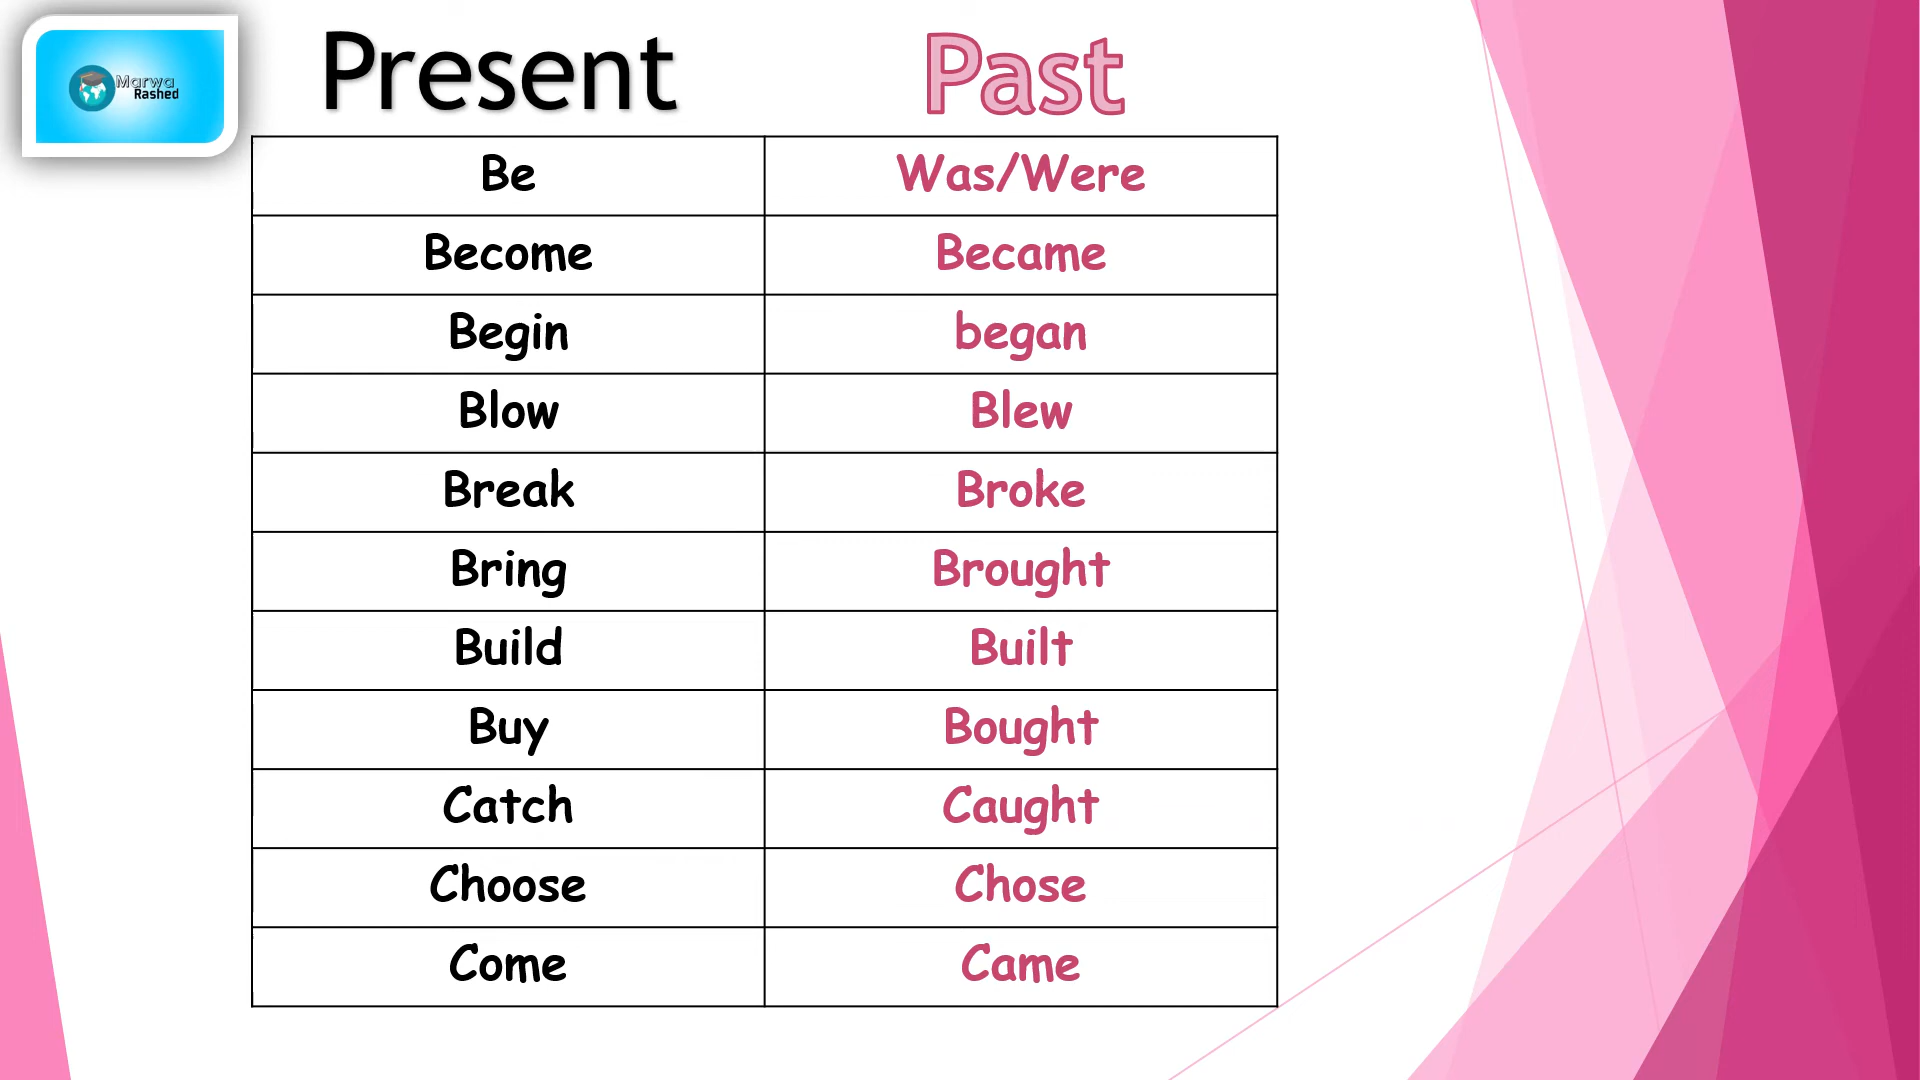 Marwa
Rashed
Present Past
Be Was/Were
Become Became
Begin began
Blow Blew
Break Broke
Bring Brought
Build Built
Buy Bought
Catch Caught
Choose Chose
Come Came